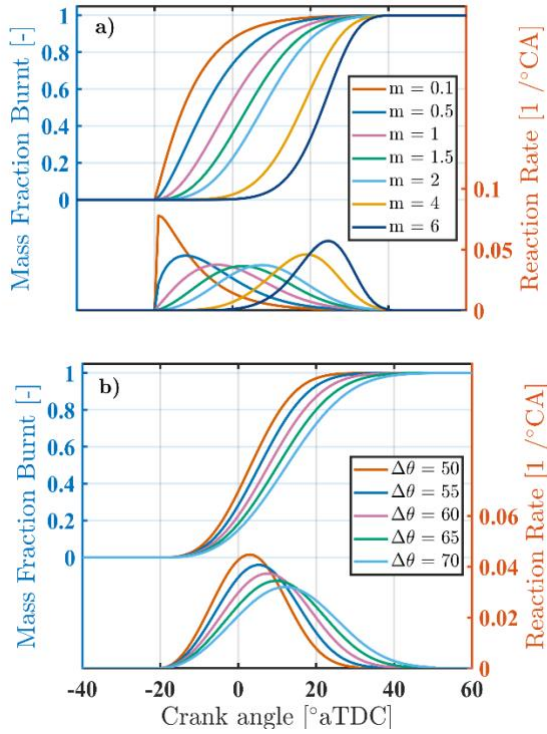 a)
Mass Fraction Burnt [-]
1
0.8
0.6
0.4
0.2
0
m = 0.1
m = 0.5
m = 1
m = 1.5
m = 2
m = 4
m = 6
0.1
0.05
0
Reaction Rate [1 /°CA]
b)
Mass Fraction Burnt [-]
1
0.8
0.6
0.4
0.2
0
Δθ = 50
Δθ = 55
Δθ = 60
Δθ = 65
Δθ = 70
0.06
0.04
0.02
0
Reaction Rate [1 /°CA]
-40 -20 0 20 40 60
Crank angle [°aTDC]